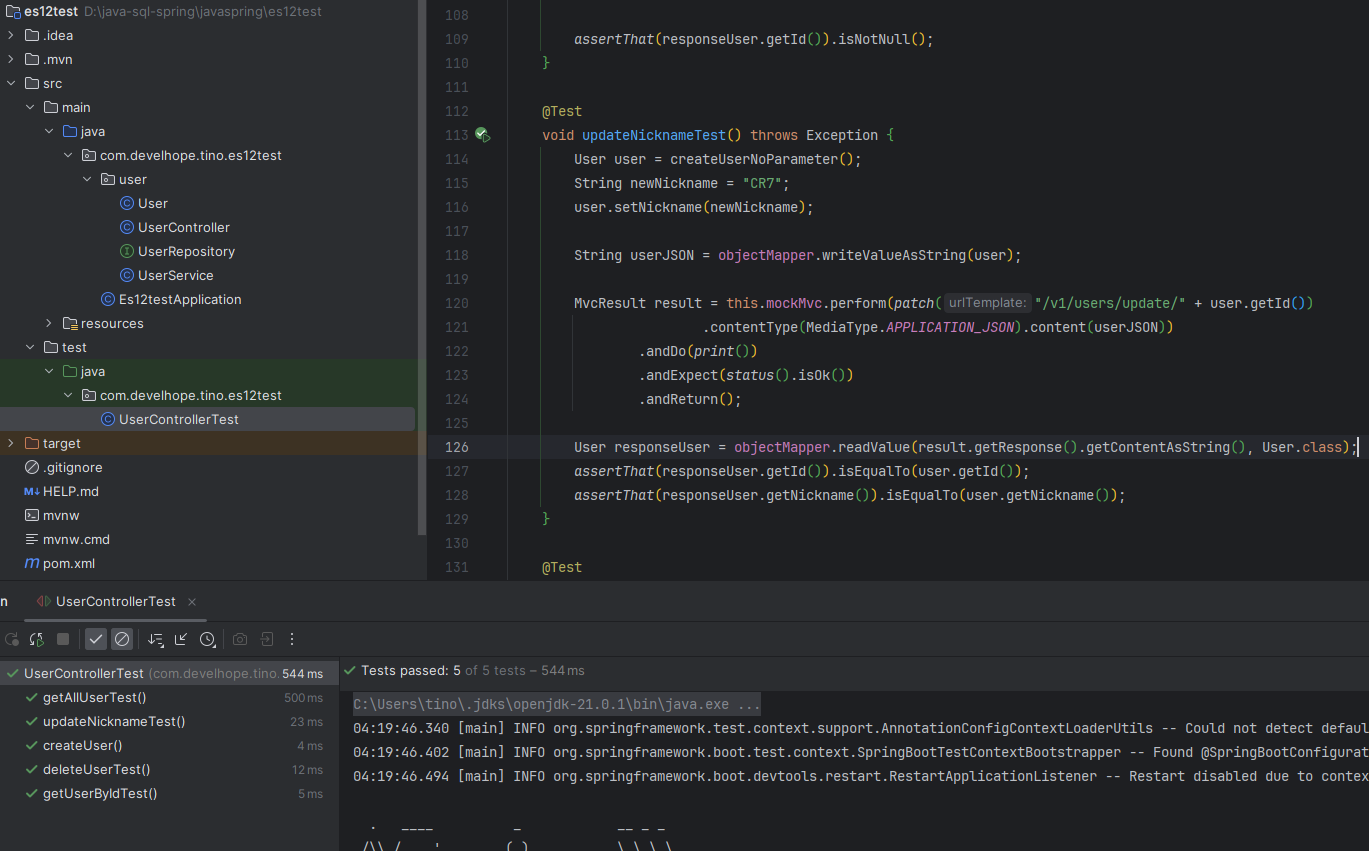 es12test D:\java-sql-spring\javaspring\es12test
.idea
.mvn
src
main
java
com.develhope.tino.es12test
user
User
UserController
UserRepository
UserService
Es12testApplication
resources
test
java
com.develhope.tino.es12test
UserControllerTest
target
.gitignore
HELP.md
mvnw
mvnw.cmd
pom.xml
108
109 assertThat(responseUser.getId()).isNotNull();
110 }
111
112 @Test
113 void updateNicknameTest() throws Exception {
114 User user = createUserNoParameter();
115 String newNickname = "CR7";
116 user.setNickname(newNickname);
117
118 String userJSON = objectMapper.writeValueAsString(user);
119
120 MvcResult result = this.mockMvc.perform(patch( urlTemplate: "/v1/users/update/" + user.getId())
121 .contentType(MediaType.APPLICATION_JSON).content(userJSON))
122 .andDo(print())
123 .andExpect(status().isOk())
124 .andReturn();
125
126 User responseUser = objectMapper.readValue(result.getResponse().getContentAsString(), User.class);
127 assertThat(responseUser.getId()).isEqualTo(user.getId());
128 assertThat(responseUser.getNickname()).isEqualTo(user.getNickname());
129 }
130
131 @Test
n UserControllerTest
UserControllerTest (com.develhope.tino. 544 ms
getAllUserTest() 500 ms
updateNicknameTest() 23 ms
createUser() 4 ms
deleteUserTest() 12 ms
getUserByIdTest() 5 ms
Tests passed: 5 of 5 tests – 544 ms
C:\Users\tino\.jdks\openjdk-21.0.1\bin\java.exe ...
04:19:46.340 [main] INFO org.springframework.test.context.support.AnnotationConfigContextLoaderUtils -- Could not detect defaul
04:19:46.402 [main] INFO org.springframework.boot.test.context.SpringBootTestContextBootstrapper -- Found @SpringBootConfigurat
04:19:46.494 [main] INFO org.springframework.boot.devtools.restart.RestartApplicationListener -- Restart disabled due to contex